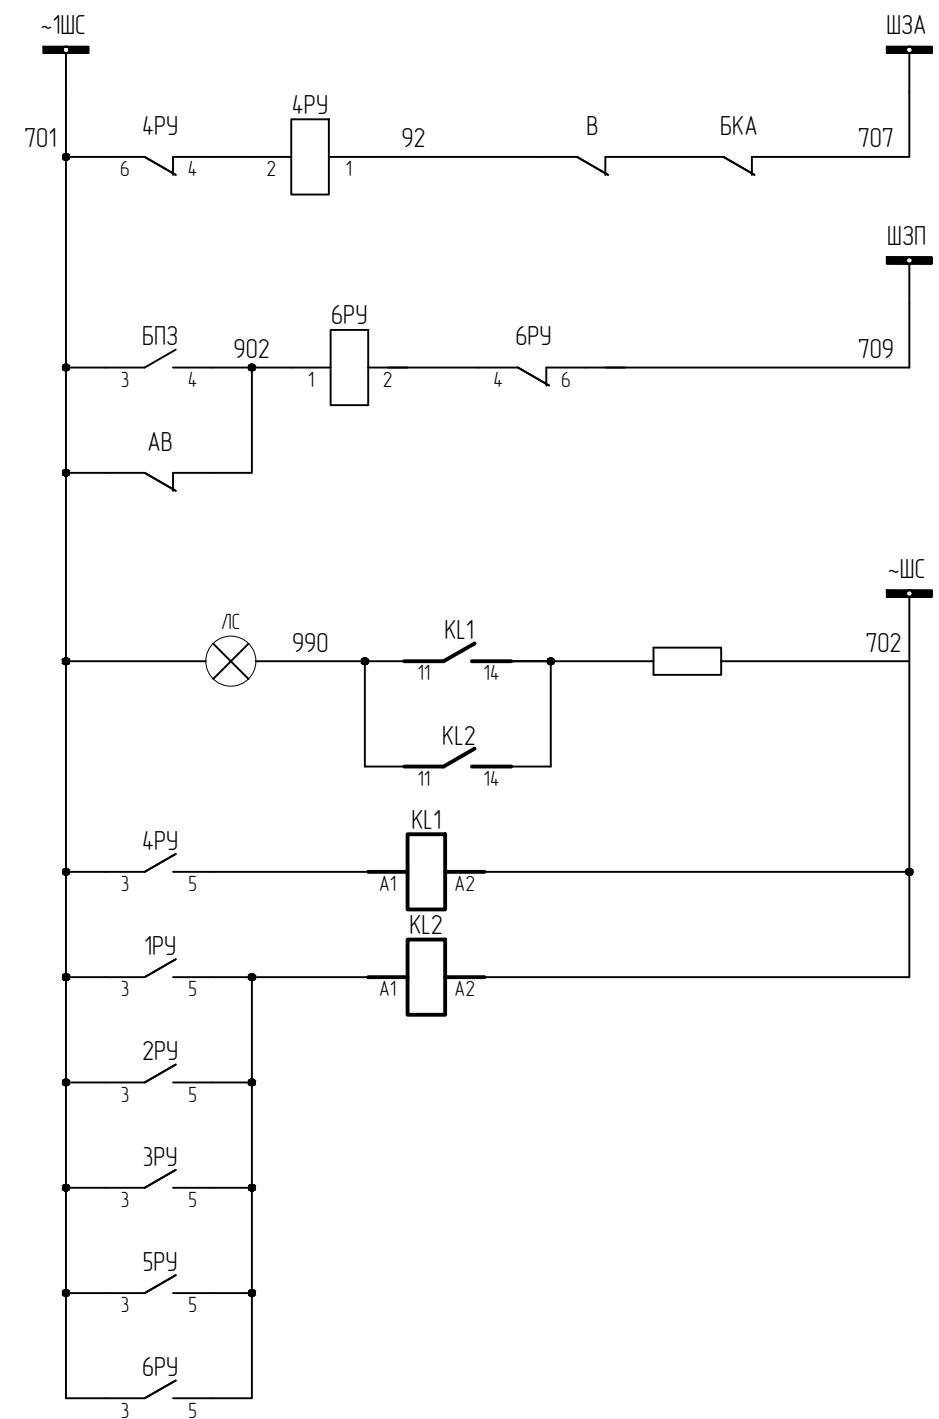 ~1ШС ШЗА
4РУ
701 4РУ 92 В БКА 707
6 4 2 1
ШЗП
6РУ
БПЗ 902 6РУ 709
3 4 1 2 4 6
АВ
~ШС
ЛС
990 KL1 702
11 14
KL2
11 14
KL1
4РУ
3 5 A1 A2
KL2
1РУ
3 5 A1 A2
2РУ
3 5
3РУ
3 5
5РУ
3 5
6РУ
3 5